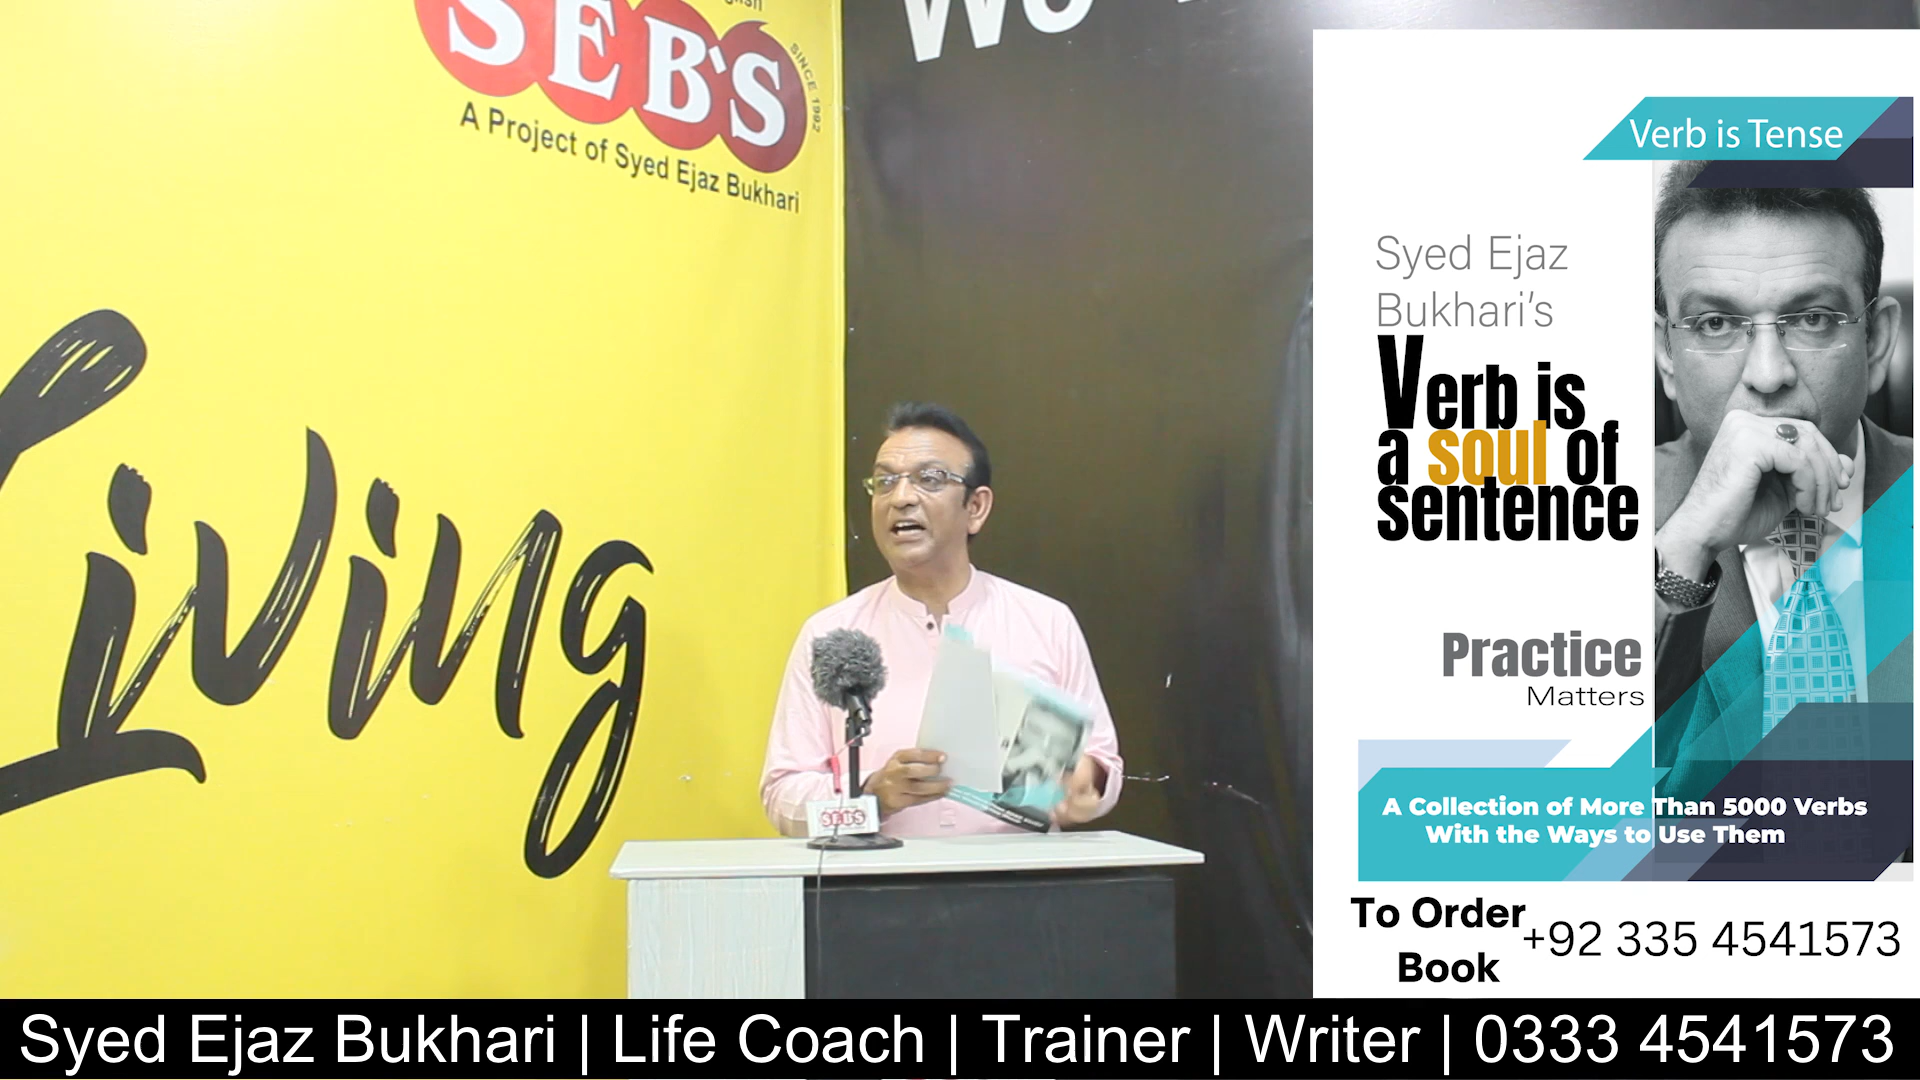 SEB'S
SINCE 1992
A Project of Syed Ejaz Bukhari
Living
SEBS
Verb is Tense
Syed Ejaz
Bukhari's
Verb is
a soul of
sentence
Practice
Matters
A Collection of More Than 5000 Verbs
With the Ways to Use Them
To Order
Book
+92 335 4541573
Syed Ejaz Bukhari | Life Coach | Trainer | Writer | 0333 4541573